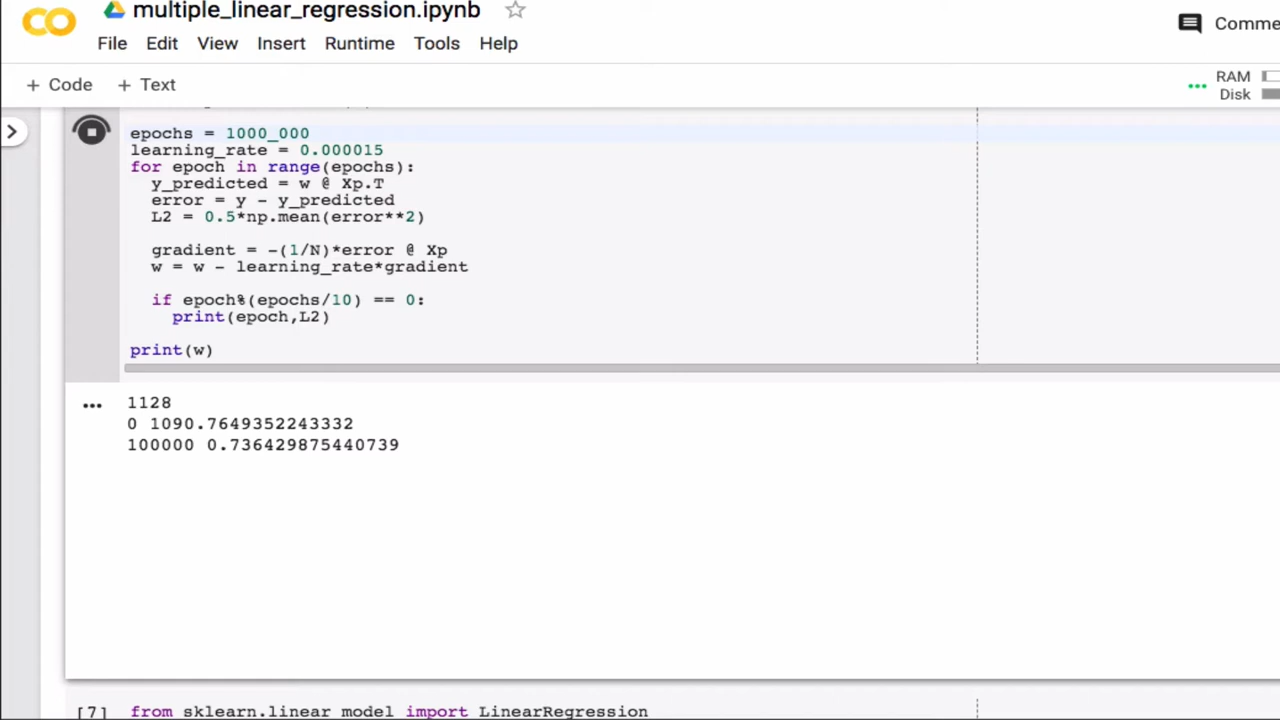 multiple_linear_regression.ipynb
File Edit View Insert Runtime Tools Help
Comme
+ Code + Text
RAM
Disk
epochs = 1000_000
learning_rate = 0.000015
for epoch in range(epochs):
y_predicted = w @ Xp.T
error = y - y_predicted
L2 = 0.5*np.mean(error**2)
gradient = -(1/N)*error @ Xp
w = w - learning_rate*gradient
if epoch%(epochs/10) == 0:
print(epoch,L2)
print(w)
1128
0 1090.7649352243332
100000 0.736429875440739
[7] from sklearn.linear_model import LinearRegression